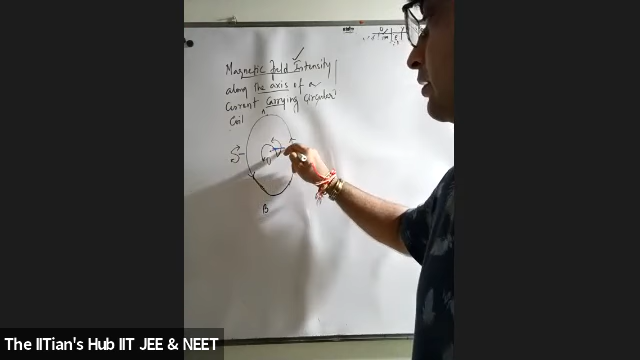 Magnetic field Intensity
along the axis of a
Current Carrying Circular
Coil
S
B
The IITian's Hub IIT JEE & NEET